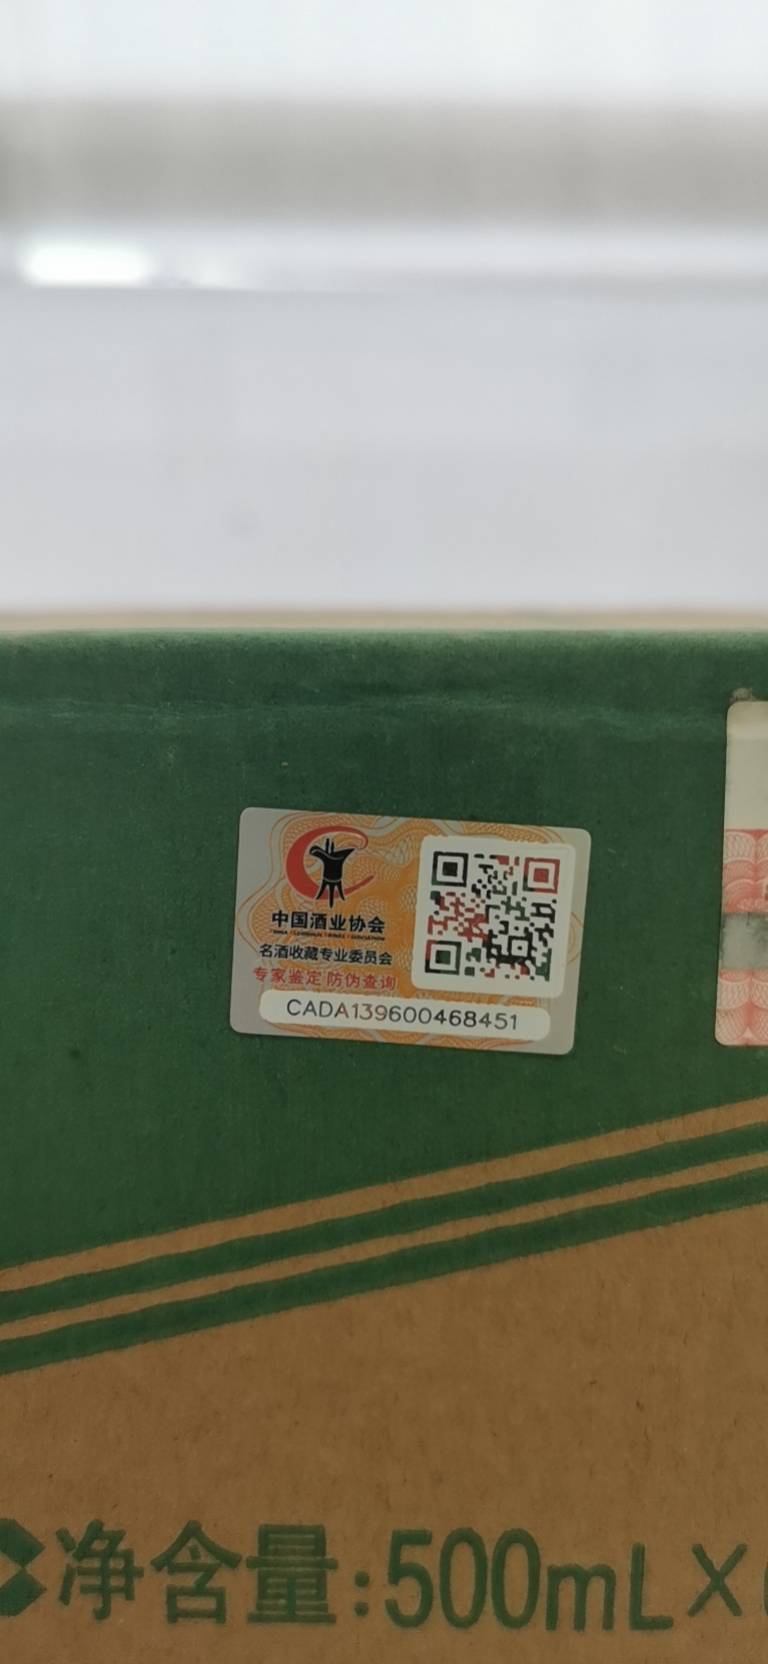 中国酒业协会
名酒收藏专业委员会
专家鉴定 防伪查询
CADA139600468451
净含量:500mL×